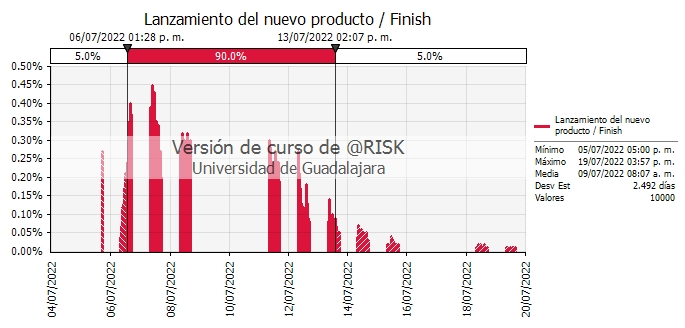 Lanzamiento del nuevo producto / Finish
06/07/2022 01:28 p. m.
13/07/2022 02:07 p. m.
5.0%
90.0%
5.0%
0.50%
0.45%
0.40%
0.35%
0.30%
0.25%
0.20%
0.15%
0.10%
0.05%
0.00%
Versión de curso de @RISK
Universidad de Guadalajara
04/07/2022
06/07/2022
08/07/2022
10/07/2022
12/07/2022
14/07/2022
16/07/2022
18/07/2022
20/07/2022
Lanzamiento del nuevo
producto / Finish
Mínimo 05/07/2022 05:00 p. m.
Máximo 19/07/2022 03:57 p. m.
Media 09/07/2022 08:07 a. m.
Desv Est 2.492 días
Valores 10000